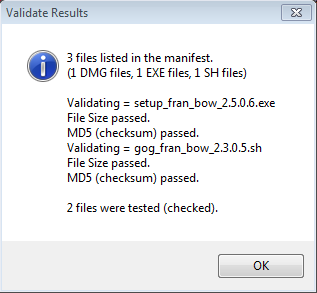 Validate Results
3 files listed in the manifest.
(1 DMG files, 1 EXE files, 1 SH files)
Validating = setup_fran_bow_2.5.0.6.exe
File Size passed.
MD5 (checksum) passed.
Validating = gog_fran_bow_2.3.0.5.sh
File Size passed.
MD5 (checksum) passed.
2 files were tested (checked).
OK